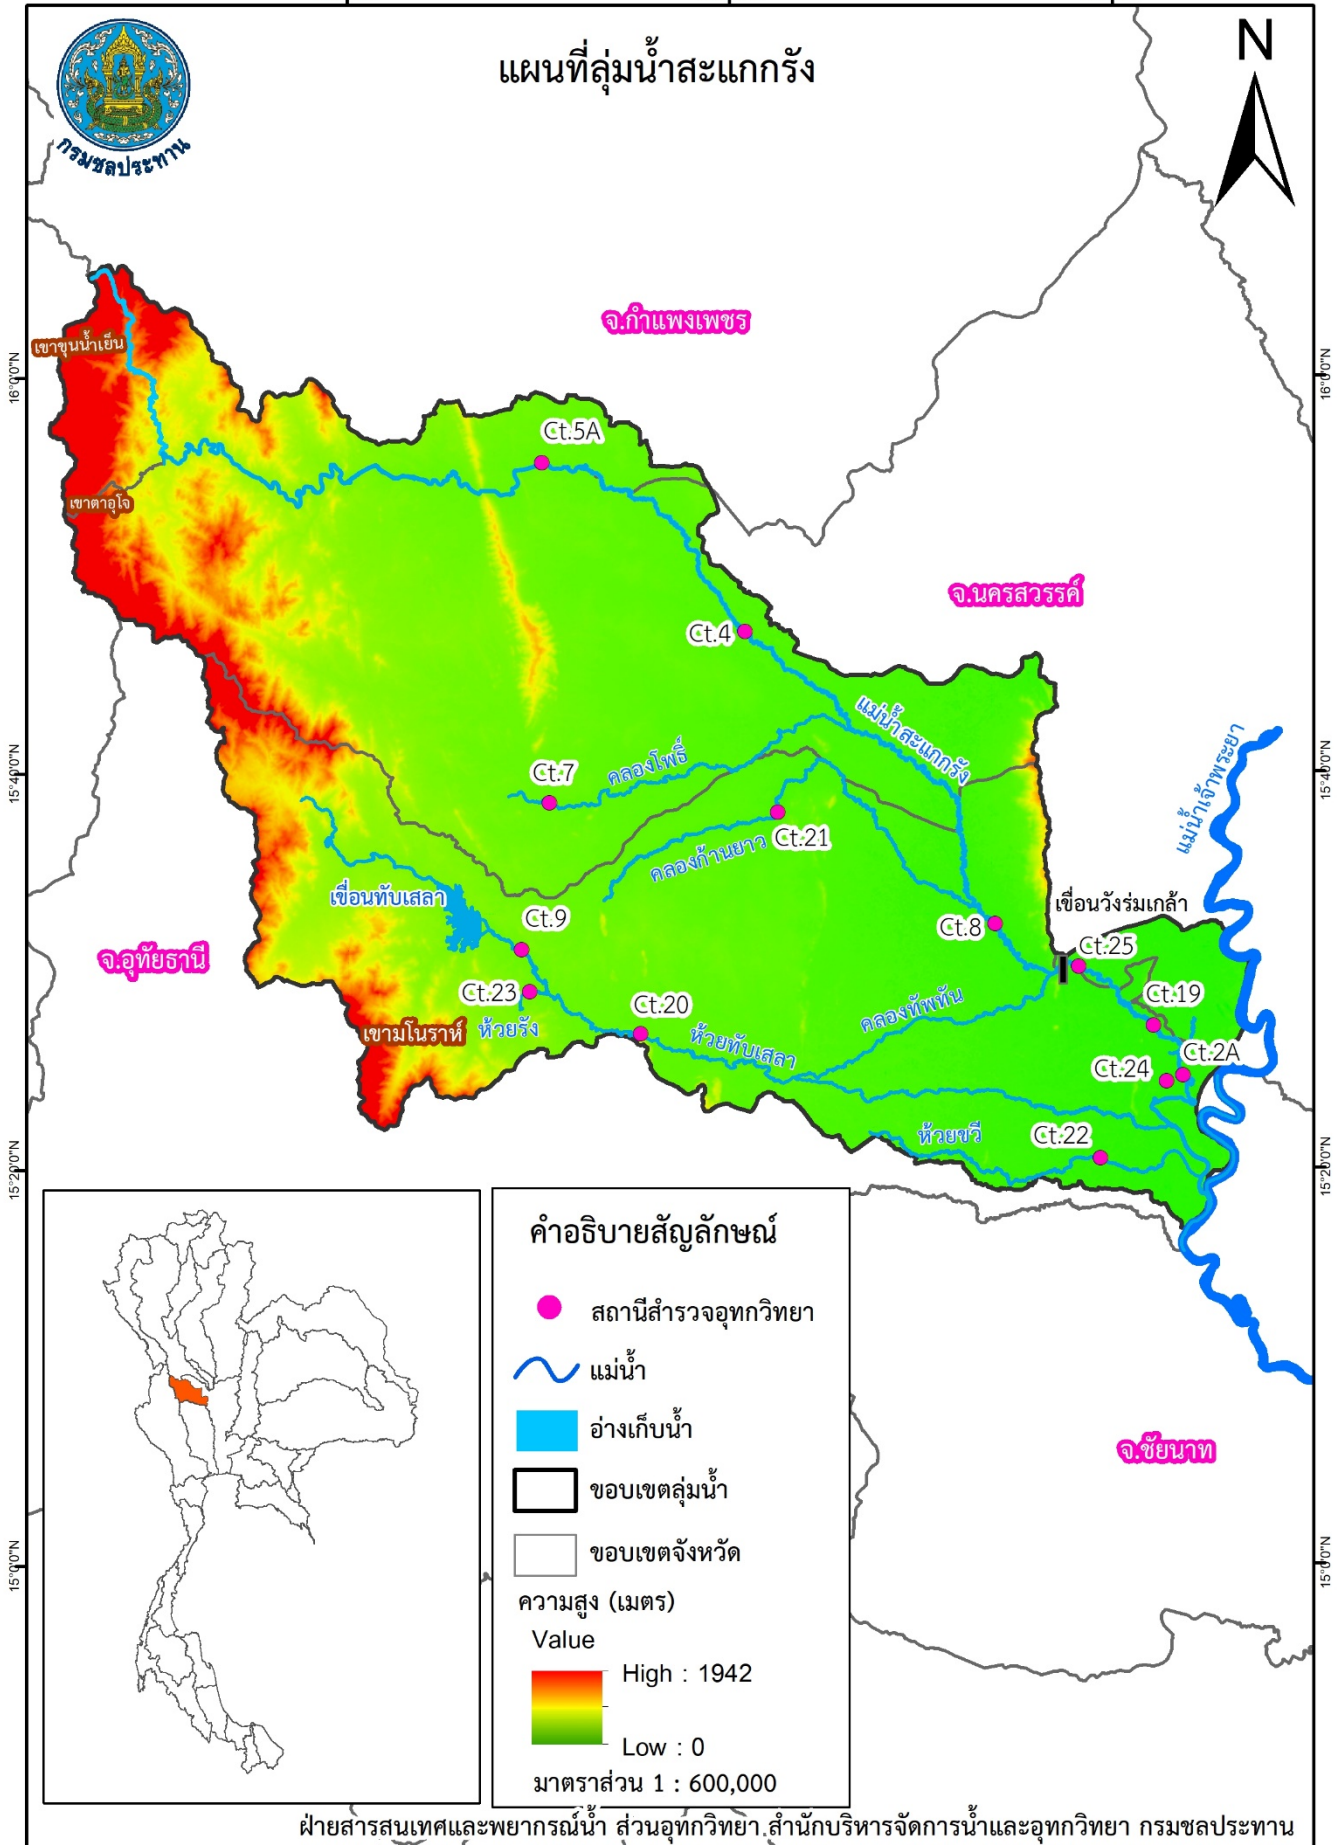 แผนที่ลุ่มน้ำสะแกกรัง
N
กรมชลประทาน
จ.กำแพงเพชร
เขาขุนน้ำเย็น
16°0'0"N
16°0'0"N
Ct.5A
เขาตาอุโจ
จ.นครสวรรค์
Ct.4
แม่น้ำสะแกกรัง
แม่น้ำเจ้าพระยา
15°40'0"N
15°40'0"N
คลองโพธิ์
Ct.7
Ct.21
คลองก้านยาว
เขื่อนทับเสลา
เขื่อนวังร่มเกล้า
Ct.9
Ct.8
จ.อุทัยธานี
Ct.25
Ct.23
Ct.19
Ct.20
คลองทัพทัน
เขามโนราห์
ห้วยรัง
ห้วยทับเสลา
Ct.2A
Ct.24
ห้วยขวี
Ct.22
15°20'0"N
15°20'0"N
คำอธิบายสัญลักษณ์
สถานีสำรวจอุทกวิทยา
แม่น้ำ
อ่างเก็บน้ำ
ขอบเขตลุ่มน้ำ
ขอบเขตจังหวัด
ความสูง (เมตร)
Value
High : 1942
Low : 0
มาตราส่วน 1 : 600,000
จ.ชัยนาท
15°0'0"N
15°0'0"N
ฝ่ายสารสนเทศและพยากรณ์น้ำ ส่วนอุทกวิทยา สำนักบริหารจัดการน้ำและอุทกวิทยา กรมชลประทาน